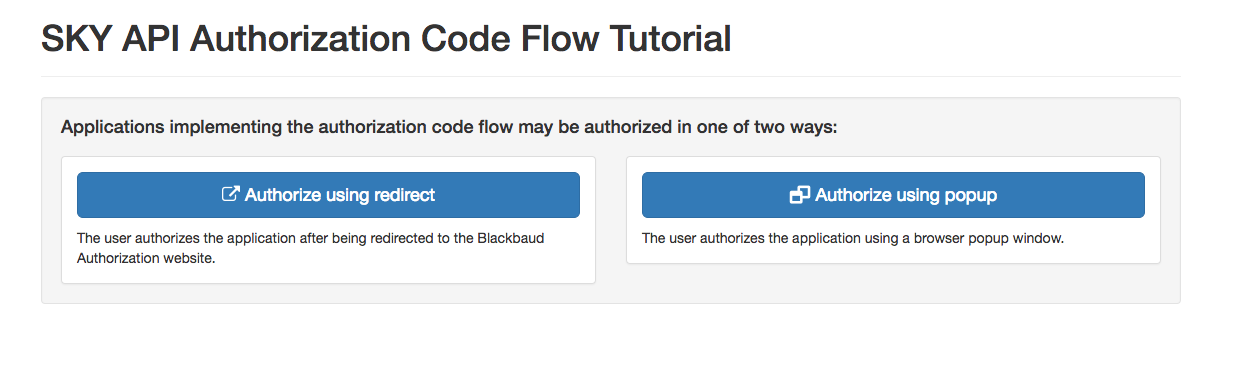 SKY API Authorization Code Flow Tutorial
Applications implementing the authorization code flow may be authorized in one of two ways:
Authorize using redirect
The user authorizes the application after being redirected to the Blackbaud
Authorization website.
Authorize using popup
The user authorizes the application using a browser popup window.